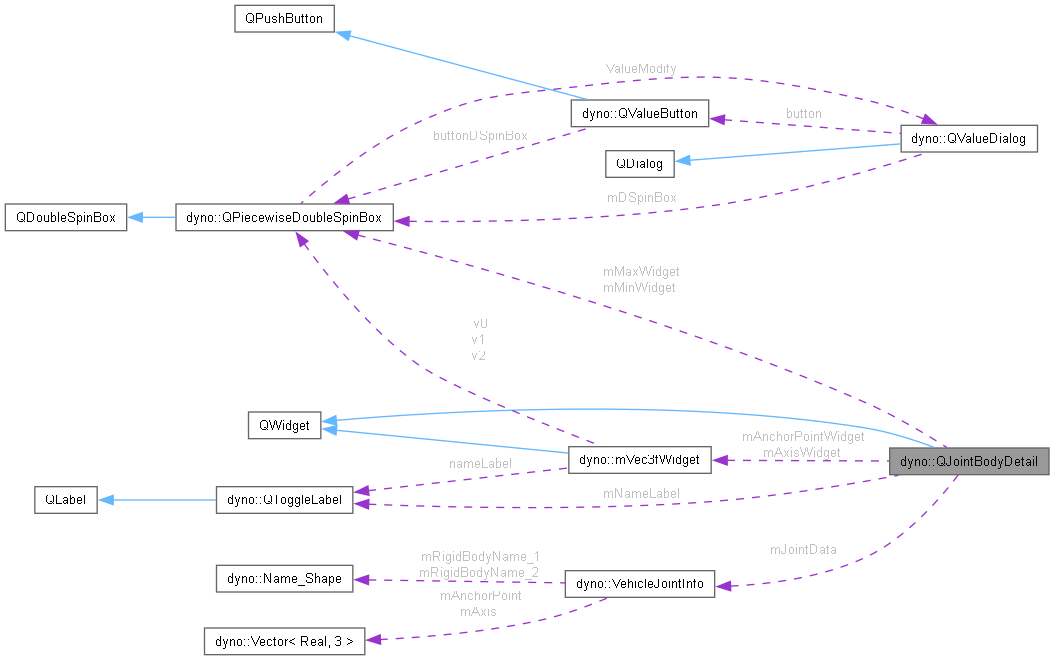 QPushButton
ValueModify
dyno::QValueButton
button
buttonDSpinBox
dyno::QValueDialog
QDialog
mDSpinBox
QDoubleSpinBox
dyno::QPiecewiseDoubleSpinBox
mMaxWidget
mMinWidget
v0
v1
v2
QWidget
mAnchorPointWidget
mAxisWidget
dyno::mVec3fWidget
dyno::QJointBodyDetail
nameLabel
QLabel
dyno::QToggleLabel
mNameLabel
mJointData
mRigidBodyName_1
mRigidBodyName_2
dyno::Name_Shape
dyno::VehicleJointInfo
mAnchorPoint
mAxis
dyno::Vector< Real, 3 >